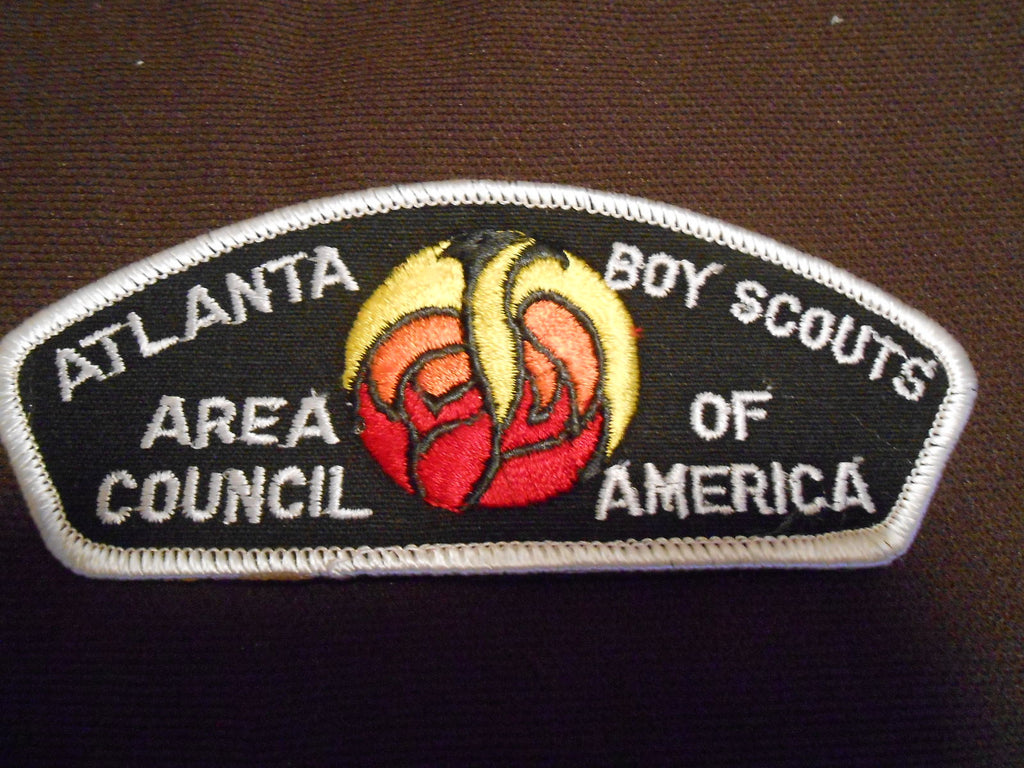 ATLANTA
AREA
COUNCIL
BOY SCOUTS
OF
AMERICA